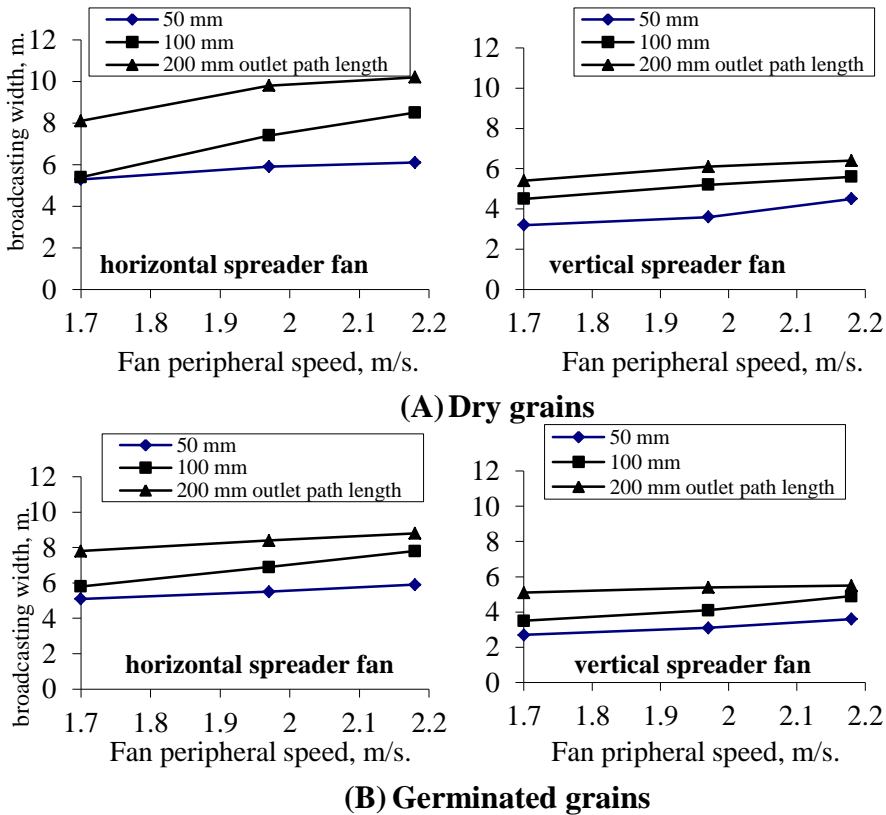 50 mm
100 mm
200 mm outlet path length
broadcasting width, m.
12
10
8
6
4
2
0
horizontal spreader fan
1.7 1.8 1.9 2 2.1 2.2
Fan peripheral speed, m/s.
50 mm
100 mm
200 mm outlet path length
12
10
8
6
4
2
0
vertical spreader fan
1.7 1.8 1.9 2 2.1 2.2
Fan peripheral speed, m/s.
(A) Dry grains
50 mm
100 mm
200 mm outlet path length
broadcasting width, m.
12
10
8
6
4
2
0
horizontal spreader fan
1.7 1.8 1.9 2 2.1 2.2
Fan peripheral speed, m/s.
50 mm
100 mm
200 mm outlet path length
12
10
8
6
4
2
0
vertical spreader fan
1.7 1.8 1.9 2 2.1 2.2
Fan pripheral speed, m/s.
(B) Germinated grains